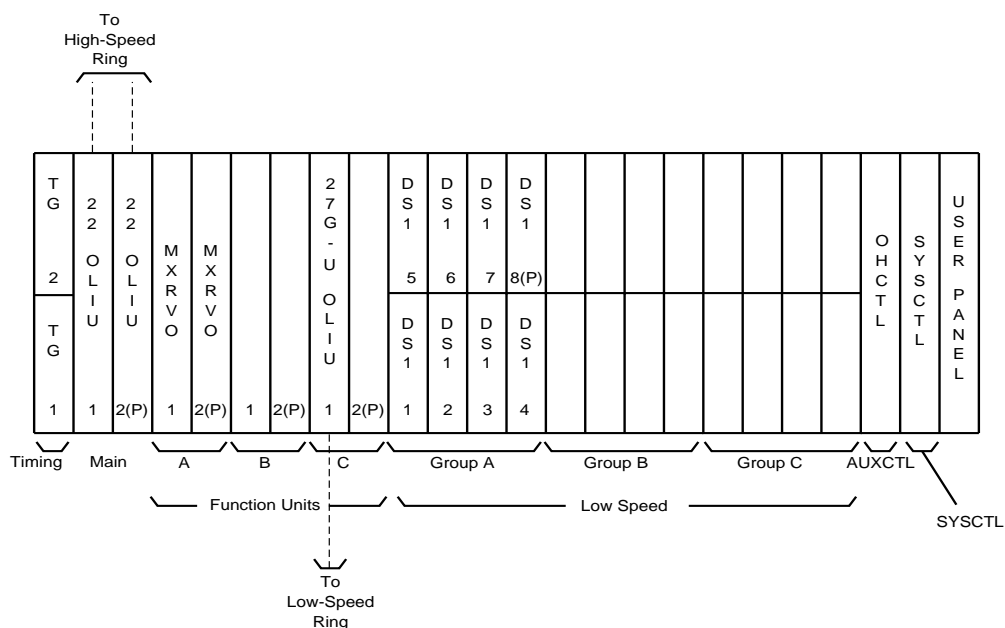 To
High-Speed
Ring
TG
2
TG
1
22 OLIU
1
22 OLIU
2(P)
MXRVO
1
MXRVO
2(P)
1
2(P)
27G-U OLIU
1
2(P)
DS1
5
DS1
6
DS1
7
DS1
8(P)
DS1
1
DS1
2
DS1
3
DS1
4
OHCTL
SYSCTL
USER PANEL
Timing
Main
A
B
C
Group A
Group B
Group C
AUXCTL
Function Units
Low Speed
SYSCTL
To
Low-Speed
Ring